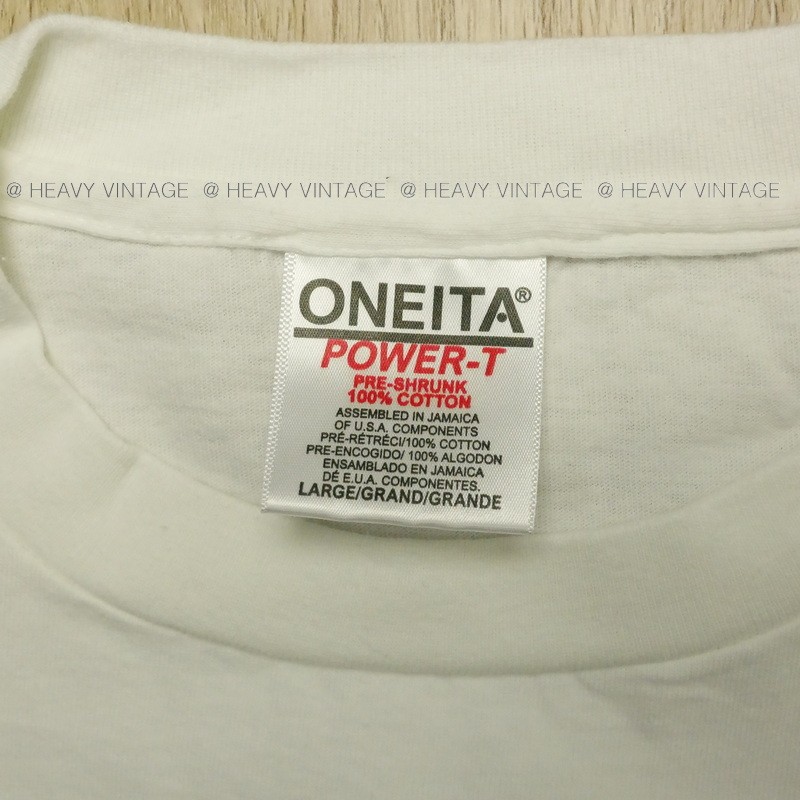 @ HEAVY VINTAGE @ HEAVY VINTAGE @ HEAVY VINTAGE @ HEAVY VINTAGE
ONEITA®
POWER-T
PRE-SHRUNK
100% COTTON
ASSEMBLED IN JAMAICA
OF U.S.A. COMPONENTS
PRÉ-RÉTRÉCI/100% COTTON
PRE-ENCOGIDO/ 100% ALGODON
ENSAMBLADO EN JAMAICA
DÉ E.U.A. COMPONENTES.
LARGE/GRAND/GRANDE